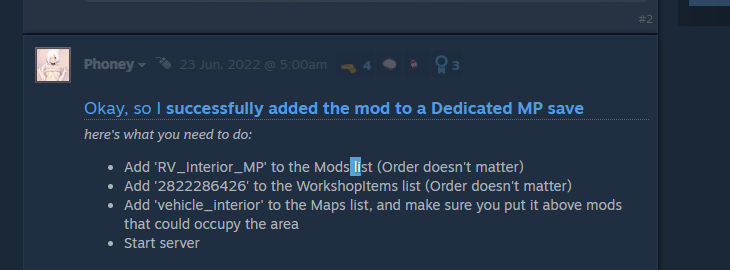 #2
Phoney
23 Jun, 2022 @ 5:00am 4 3
Okay, so I successfully added the mod to a Dedicated MP save
here's what you need to do:
• Add 'RV_Interior_MP' to the Mods list (Order doesn't matter)
• Add '2822286426' to the WorkshopItems list (Order doesn't matter)
• Add 'vehicle_interior' to the Maps list, and make sure you put it above mods
that could occupy the area
• Start server